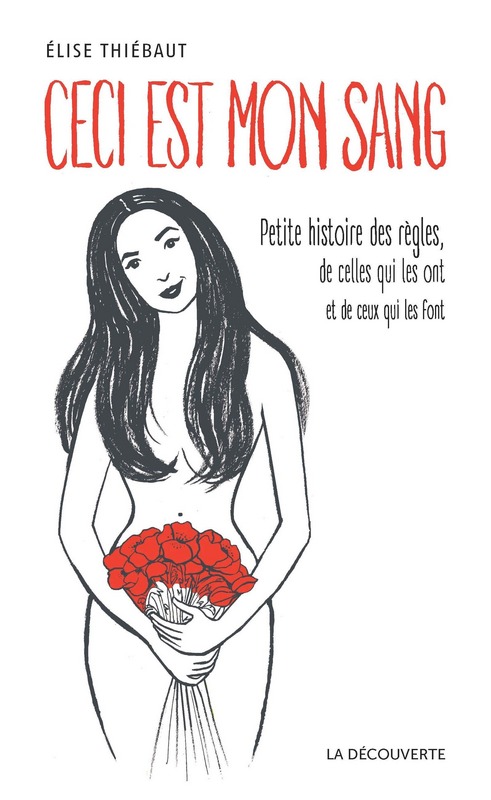 ÉLISE THIÉBAUT
CECI EST MON SANG
Petite histoire des règles,
de celles qui les ont
et de ceux qui les font
LA DÉCOUVERTE